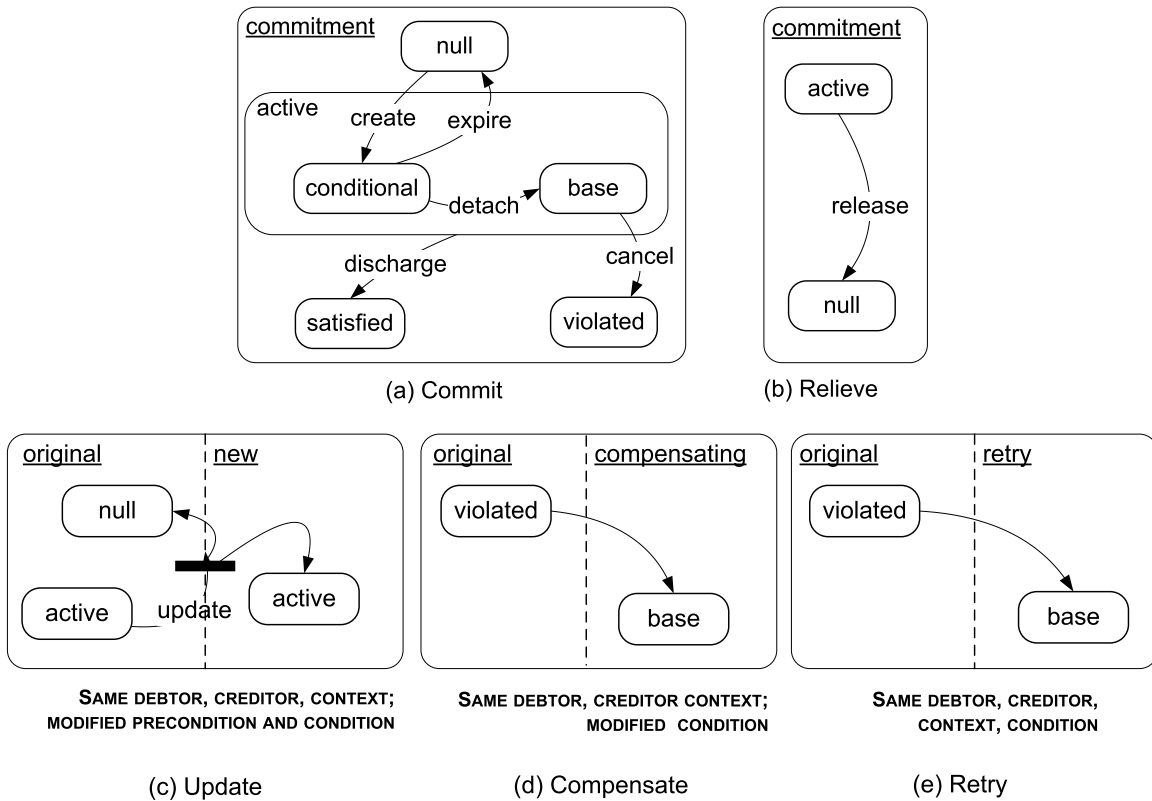 commitment
null
active
create
expire
conditional
detach
base
discharge
cancel
satisfied
violated
(a) Commit
commitment
active
release
null
(b) Relieve
original
new
null
active
update
active
SAME DEBTOR, CREDITOR, CONTEXT;
MODIFIED PRECONDITION AND CONDITION
(c) Update
original
compensating
violated
base
SAME DEBTOR, CREDITOR CONTEXT;
MODIFIED CONDITION
(d) Compensate
original
retry
violated
base
SAME DEBTOR, CREDITOR,
CONTEXT, CONDITION
(e) Retry